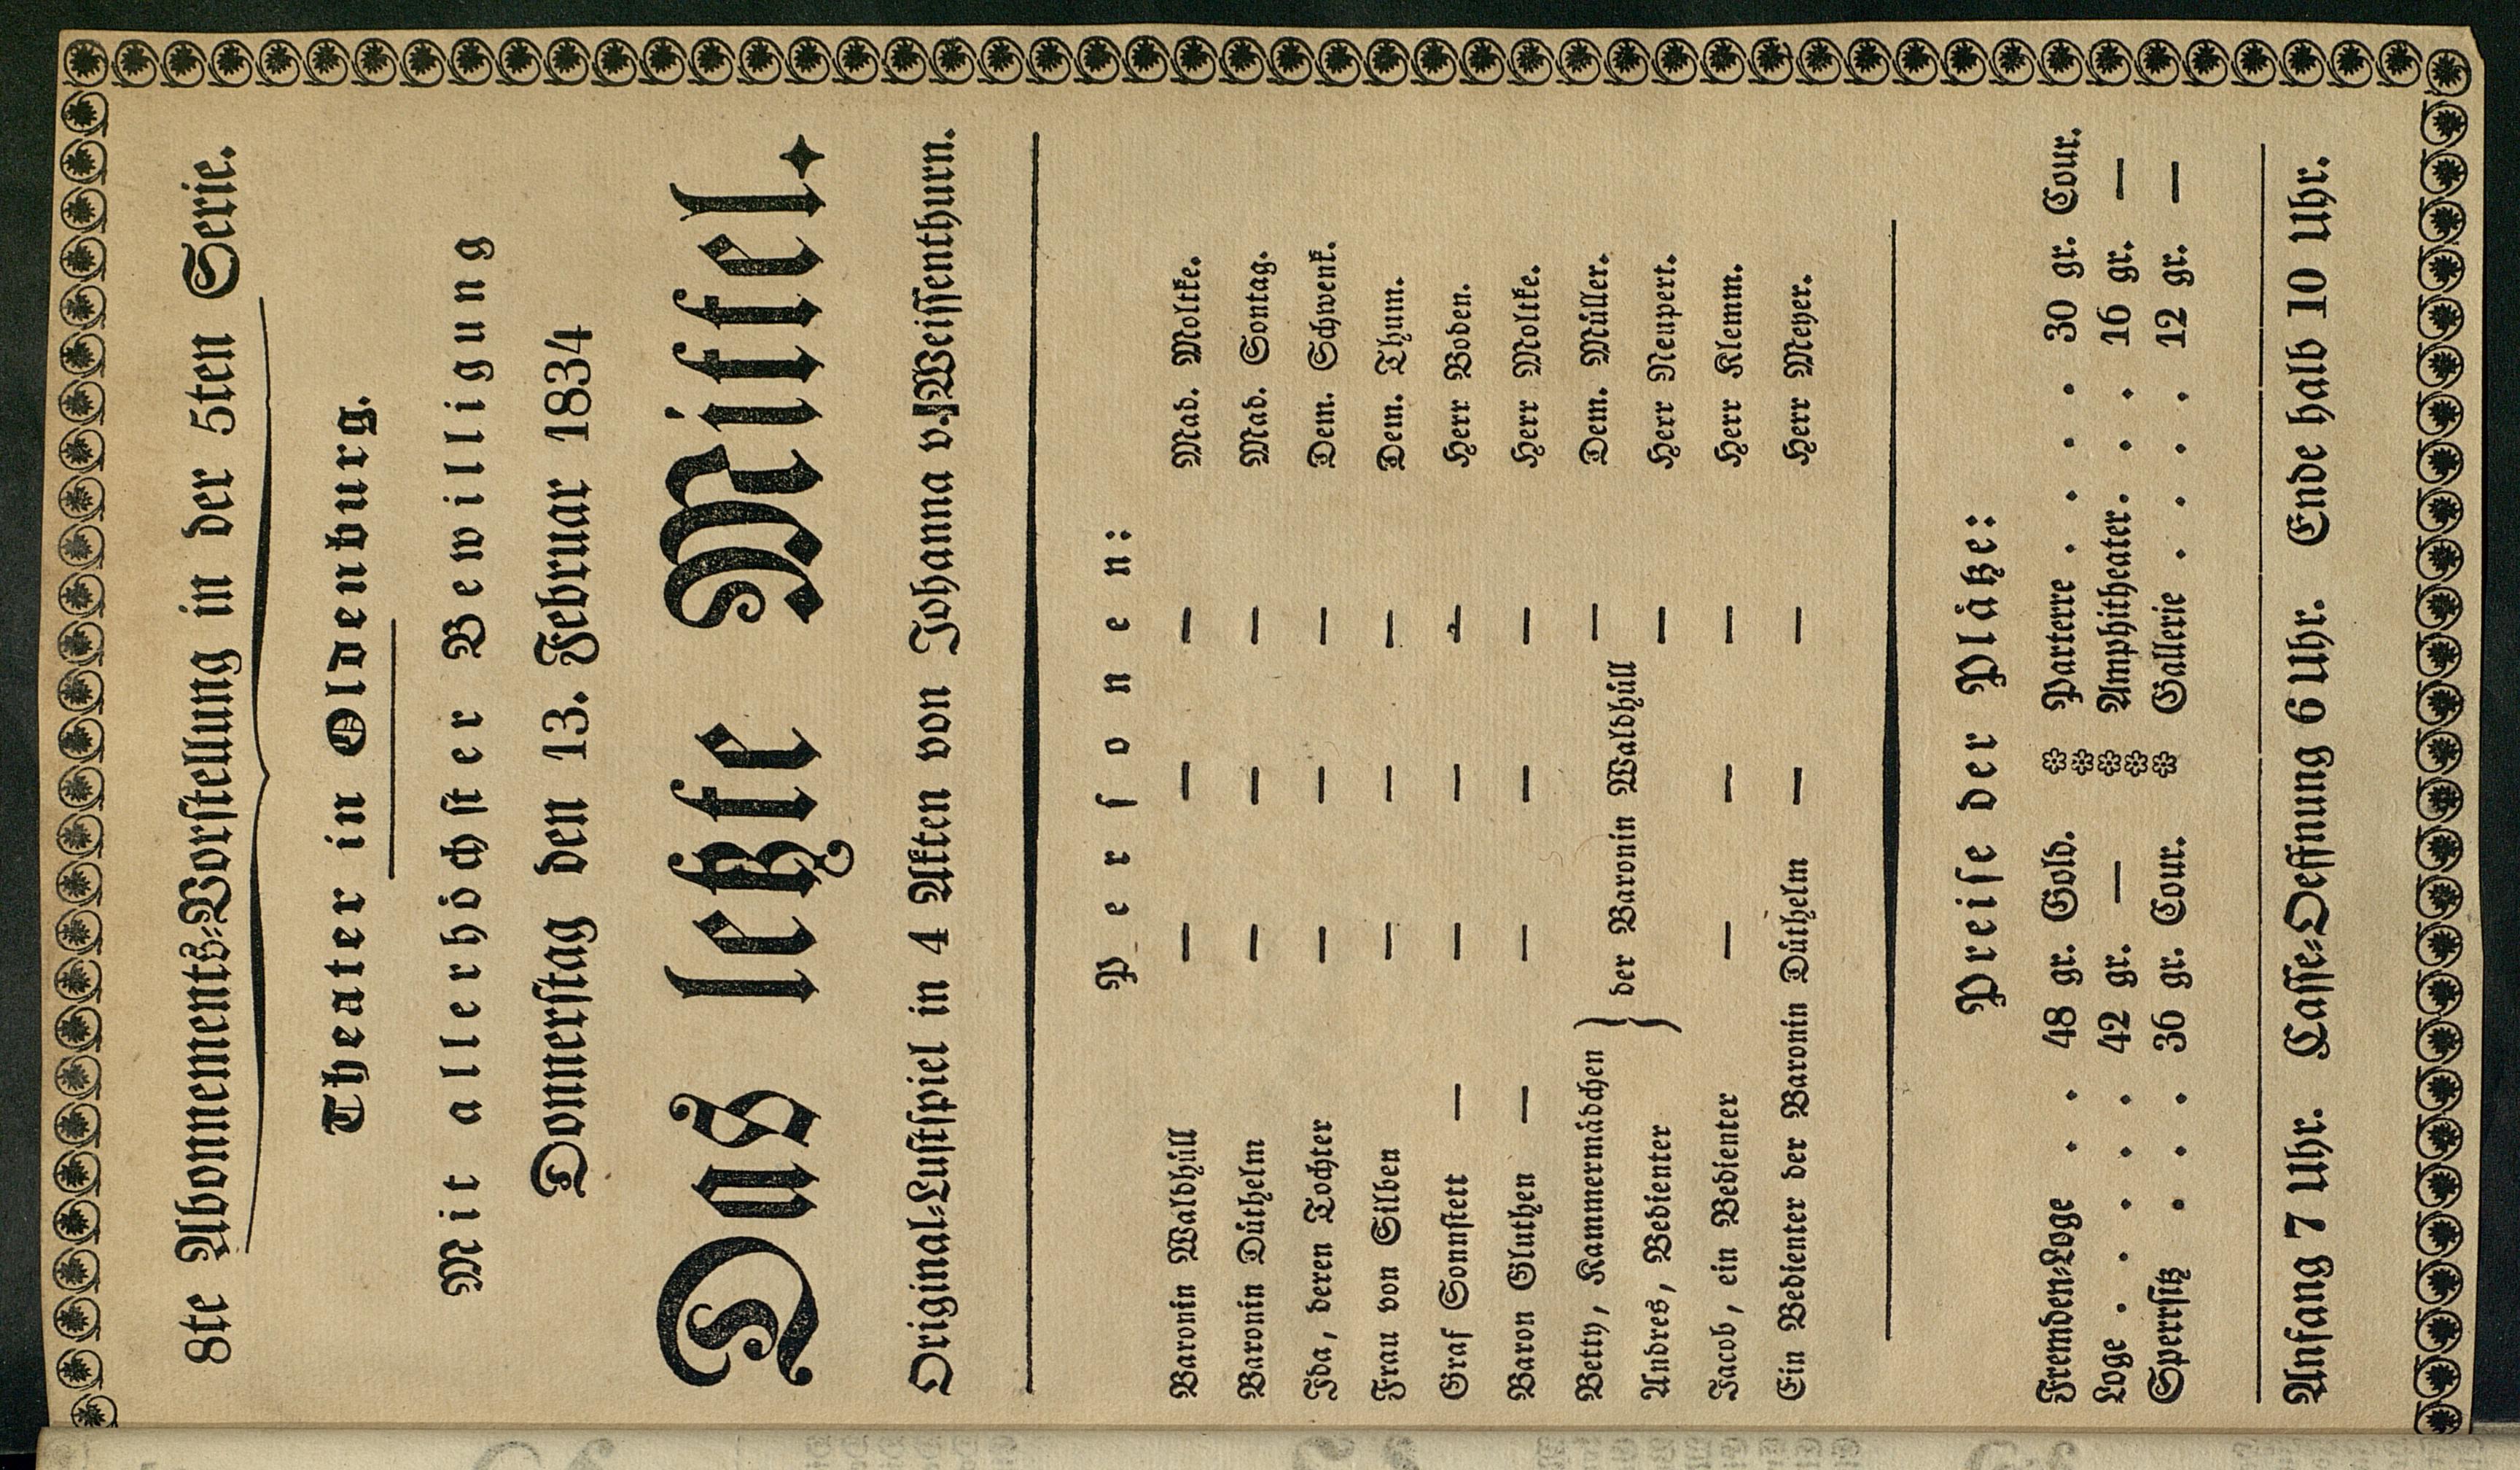 8te Abonnements-Vorstellung in der 5ten Serie.
Theater in Oldenburg.
Mit allerhöchster Bewilligung
Donnerstag den 13. Februar 1834
Das letzte Mittel.
Original-Lustspiel in 4 Akten von Johanna v. Weissenthurn.
Personen:
Baronin Waldhüll — — — Mad. Moltke.
Baronin Düthelm — — — Mad. Sontag.
Ida, deren Tochter — — — Dem. Schwenk.
Frau von Silben — — — Dem. Thum.
Graf Sonnstett — — — — Herr Boden.
Baron Gluthen — — — — Herr Moltke.
Betty, Kammermädchen } der Baronin Waldhüll — Dem. Müller.
Andres, Bedienter — Herr Neupert.
Jacob, ein Bedienter — — — Herr Klemm.
Ein Bedienter der Baronin Düthelm — — Herr Meyer.
Preise der Plätze:
Fremden-Loge . . 48 gr. Gold. Parterre . . . . 30 gr. Cour.
Loge . . . . . 42 gr. — Amphitheater. . . 16 gr. —
Sperrsitz . . . 36 gr. Cour. Gallerie . . . . 12 gr. —
Anfang 7 Uhr. Casse-Oeffnung 6 Uhr. Ende halb 10 Uhr.